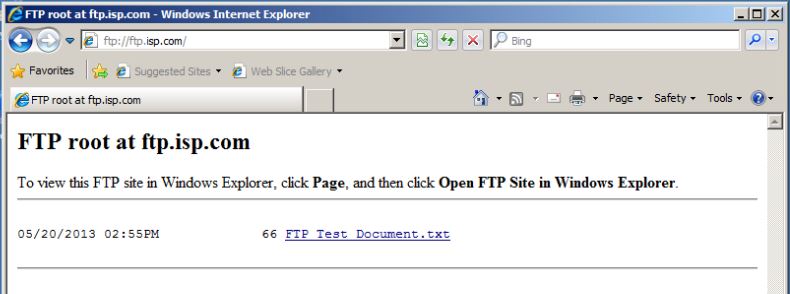 FTP root at ftp.isp.com - Windows Internet Explorer
ftp://ftp.isp.com/
Bing
Favorites
Suggested Sites
Web Slice Gallery
FTP root at ftp.isp.com
Page
Safety
Tools
FTP root at ftp.isp.com
To view this FTP site in Windows Explorer, click Page, and then click Open FTP Site in Windows Explorer.
05/20/2013 02:55PM 66 FTP Test Document.txt